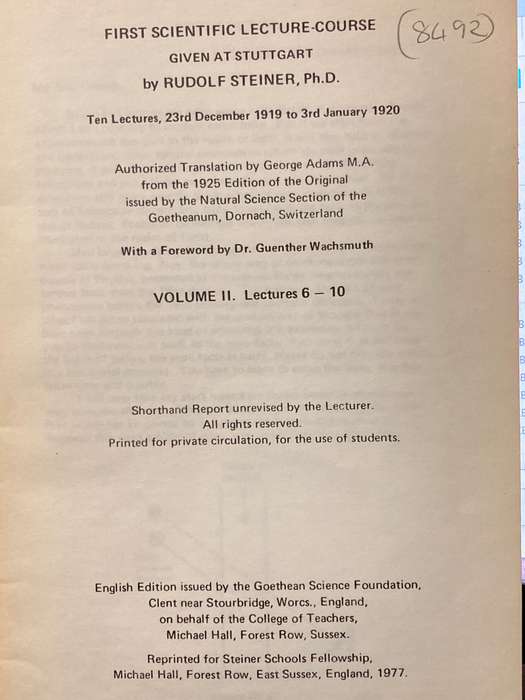 FIRST SCIENTIFIC LECTURE-COURSE
(8492)
GIVEN AT STUTTGART
by RUDOLF STEINER, Ph.D.
Ten Lectures, 23rd December 1919 to 3rd January 1920
Authorized Translation by George Adams M.A.
from the 1925 Edition of the Original
issued by the Natural Science Section of the
Goetheanum, Dornach, Switzerland
With a Foreword by Dr. Guenther Wachsmuth
VOLUME II. Lectures 6 – 10
Shorthand Report unrevised by the Lecturer.
All rights reserved.
Printed for private circulation, for the use of students.
English Edition issued by the Goethean Science Foundation,
Clent near Stourbridge, Worcs., England,
on behalf of the College of Teachers,
Michael Hall, Forest Row, Sussex.
Reprinted for Steiner Schools Fellowship,
Michael Hall, Forest Row, East Sussex, England, 1977.